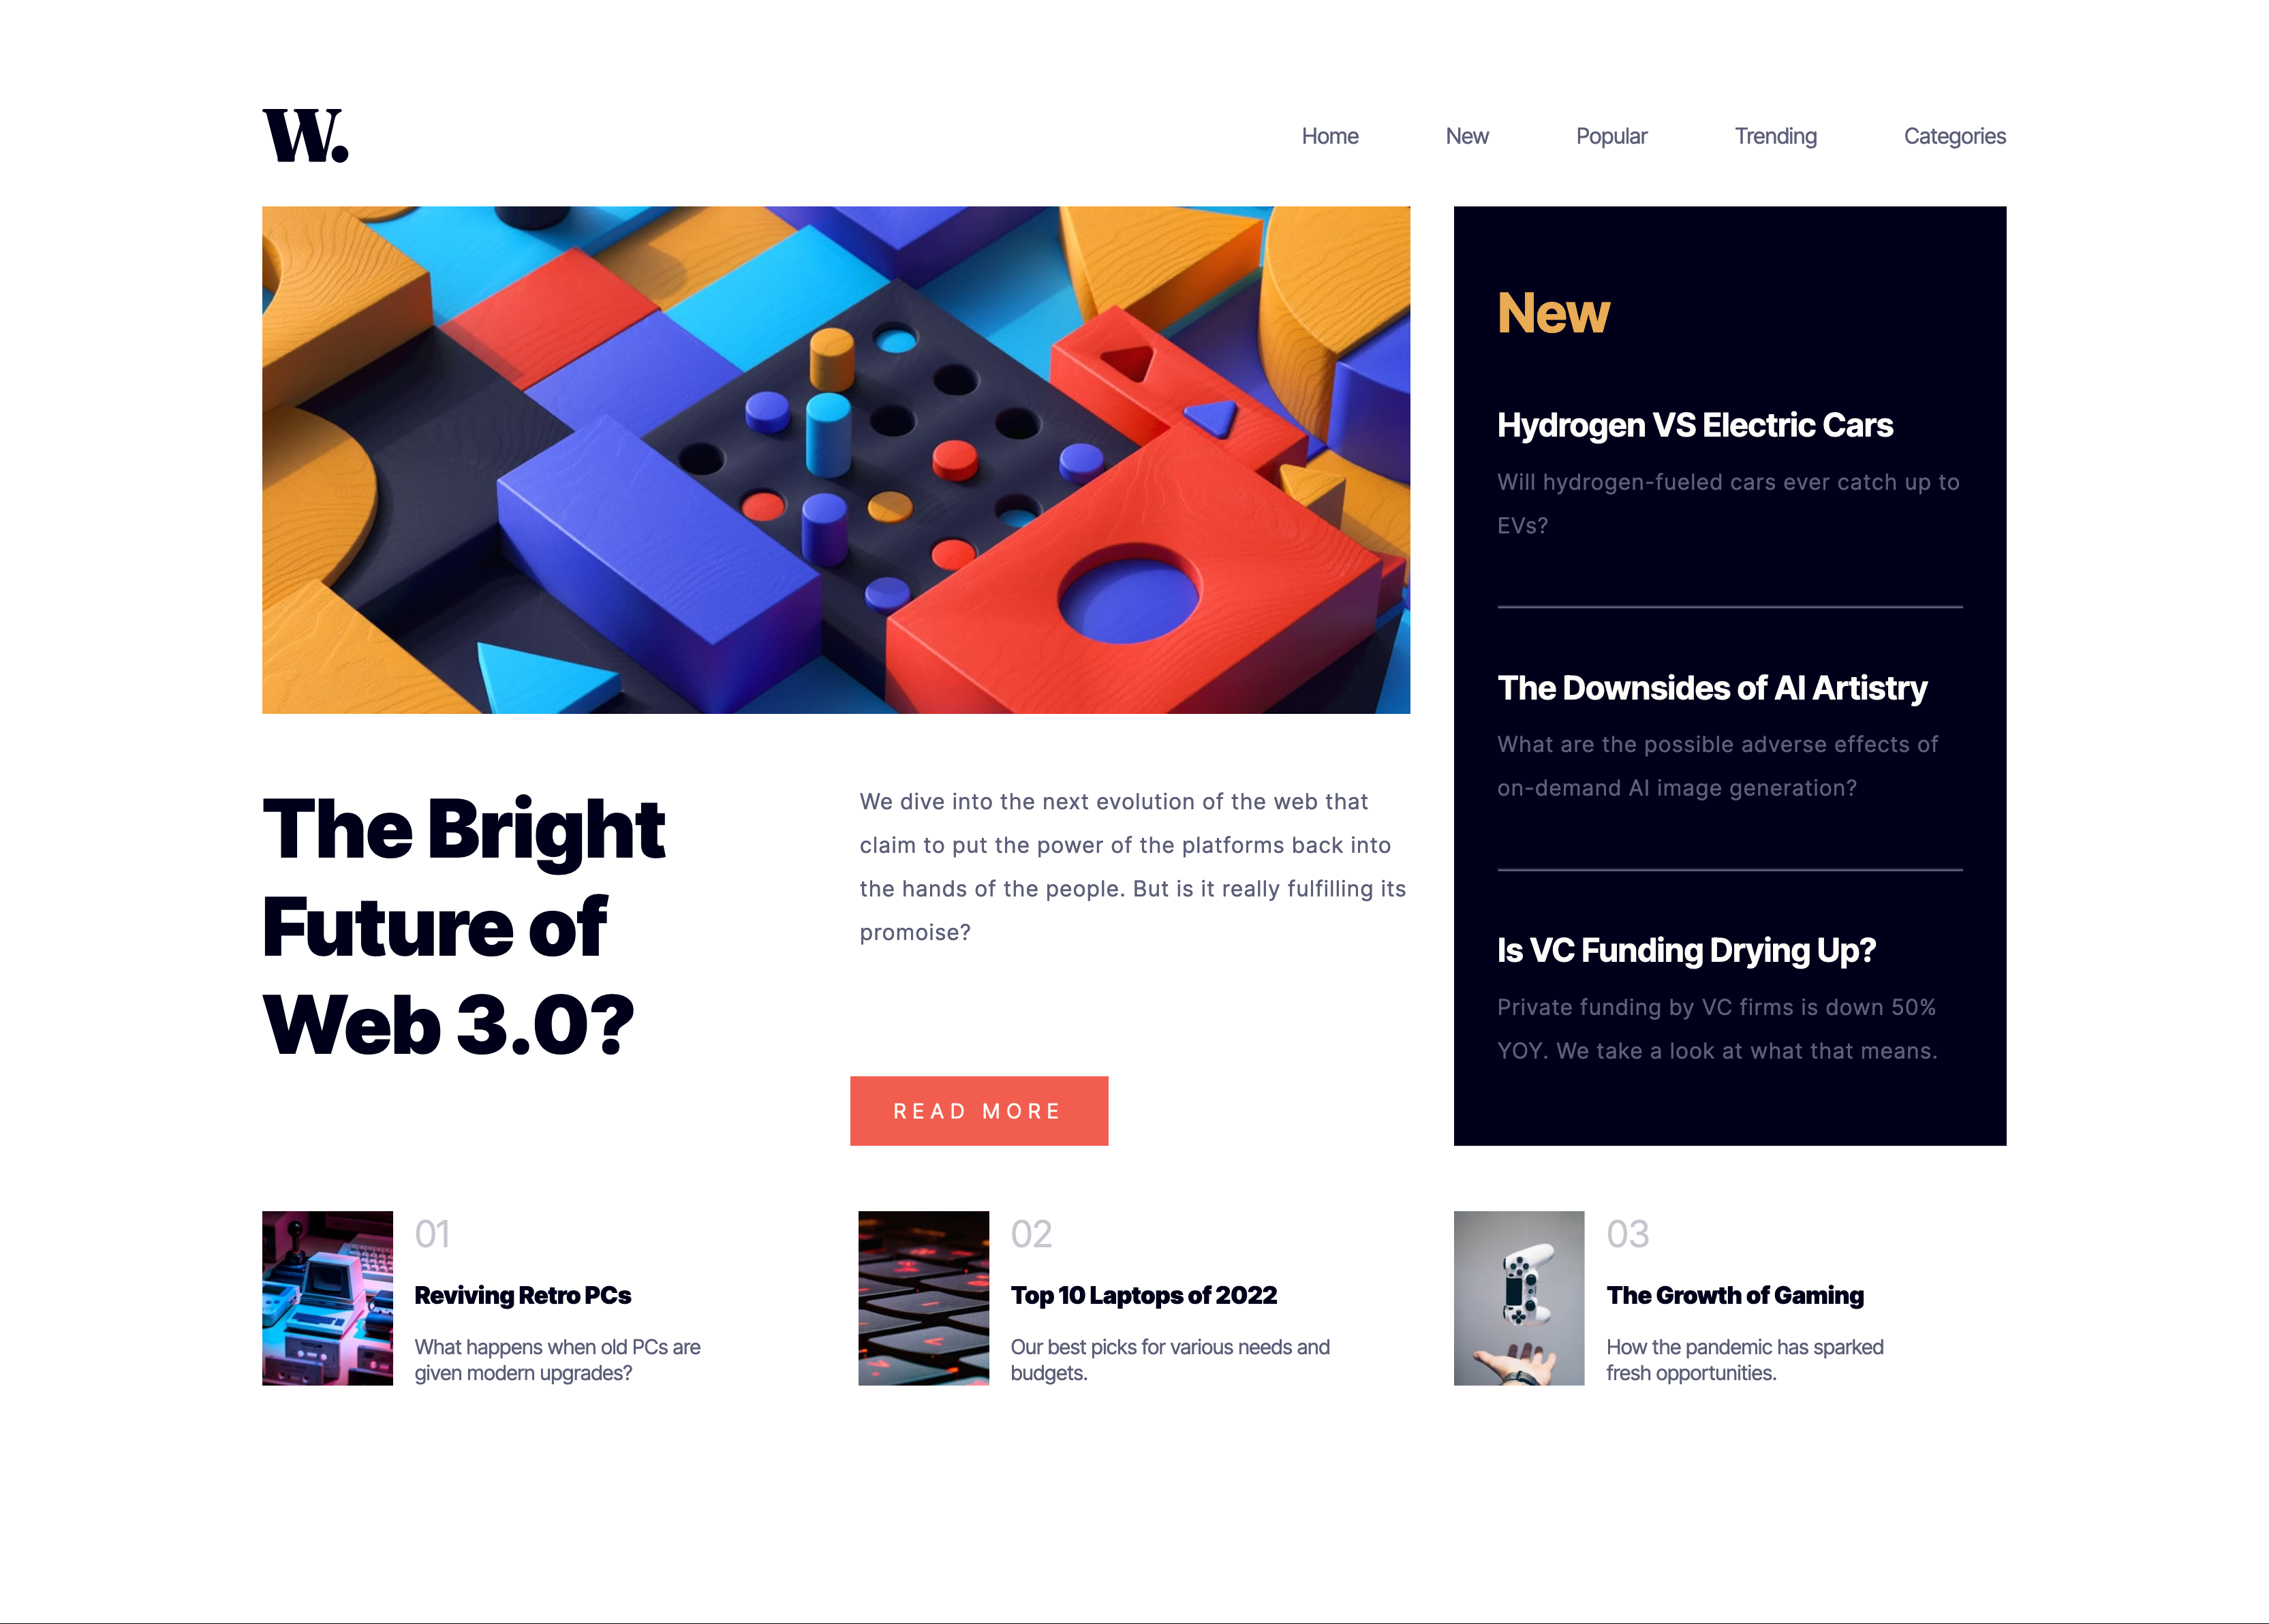 W.
Home New Popular Trending Categories
The Bright
Future of
Web 3.0?
We dive into the next evolution of the web that
claim to put the power of the platforms back into
the hands of the people. But is it really fulfilling its
promoise?
READ MORE
New
Hydrogen VS Electric Cars
Will hydrogen-fueled cars ever catch up to
EVs?
The Downsides of AI Artistry
What are the possible adverse effects of
on-demand AI image generation?
Is VC Funding Drying Up?
Private funding by VC firms is down 50%
YOY. We take a look at what that means.
01
Reviving Retro PCs
What happens when old PCs are
given modern upgrades?
02
Top 10 Laptops of 2022
Our best picks for various needs and
budgets.
03
The Growth of Gaming
How the pandemic has sparked
fresh opportunities.